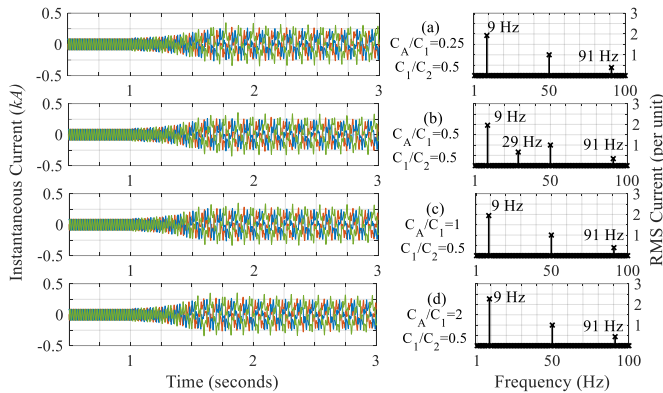 Instantaneous Current (kA)
0.5
0
-0.5
1
2
3
(a)
C_A/C_1=0.25
C_1/C_2=0.5
9 Hz
91 Hz
3
2
1
1
50
100
0.5
0
-0.5
1
2
3
(b)
C_A/C_1=0.5
C_1/C_2=0.5
9 Hz
29 Hz
91 Hz
3
2
1
1
50
100
0.5
0
-0.5
1
2
3
(c)
C_A/C_1=1
C_1/C_2=0.5
9 Hz
91 Hz
3
2
1
1
50
100
0.5
0
-0.5
1
2
3
(d)
C_A/C_1=2
C_1/C_2=0.5
9 Hz
91 Hz
3
2
1
1
50
100
RMS Current (per unit)
Time (seconds)
Frequency (Hz)